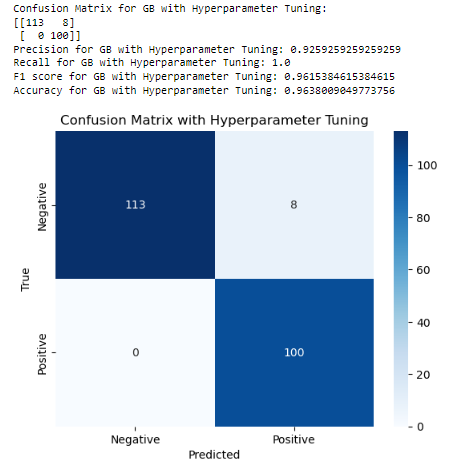 Confusion Matrix for GB with Hyperparameter Tuning:
[[113   8]
 [  0 100]]
Precision for GB with Hyperparameter Tuning: 0.9259259259259259
Recall for GB with Hyperparameter Tuning: 1.0
F1 score for GB with Hyperparameter Tuning: 0.9615384615384615
Accuracy for GB with Hyperparameter Tuning: 0.9638009049773756
Confusion Matrix with Hyperparameter Tuning
True
Negative
Positive
113
8
0
100
Negative
Positive
Predicted
100
80
60
40
20
0